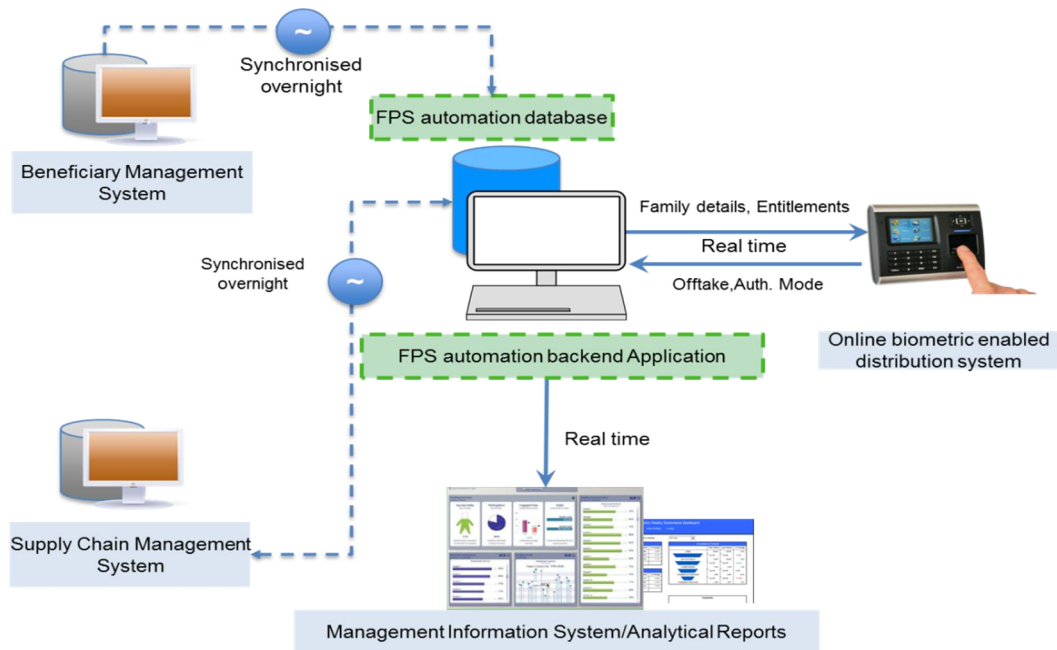 Synchronised
overnight
FPS automation database
Beneficiary Management
System
Family details, Entitlements
Real time
Synchronised
overnight
Offtake,Auth. Mode
Online biometric enabled
distribution system
FPS automation backend Application
Real time
Supply Chain Management
System
Management Information System/Analytical Reports